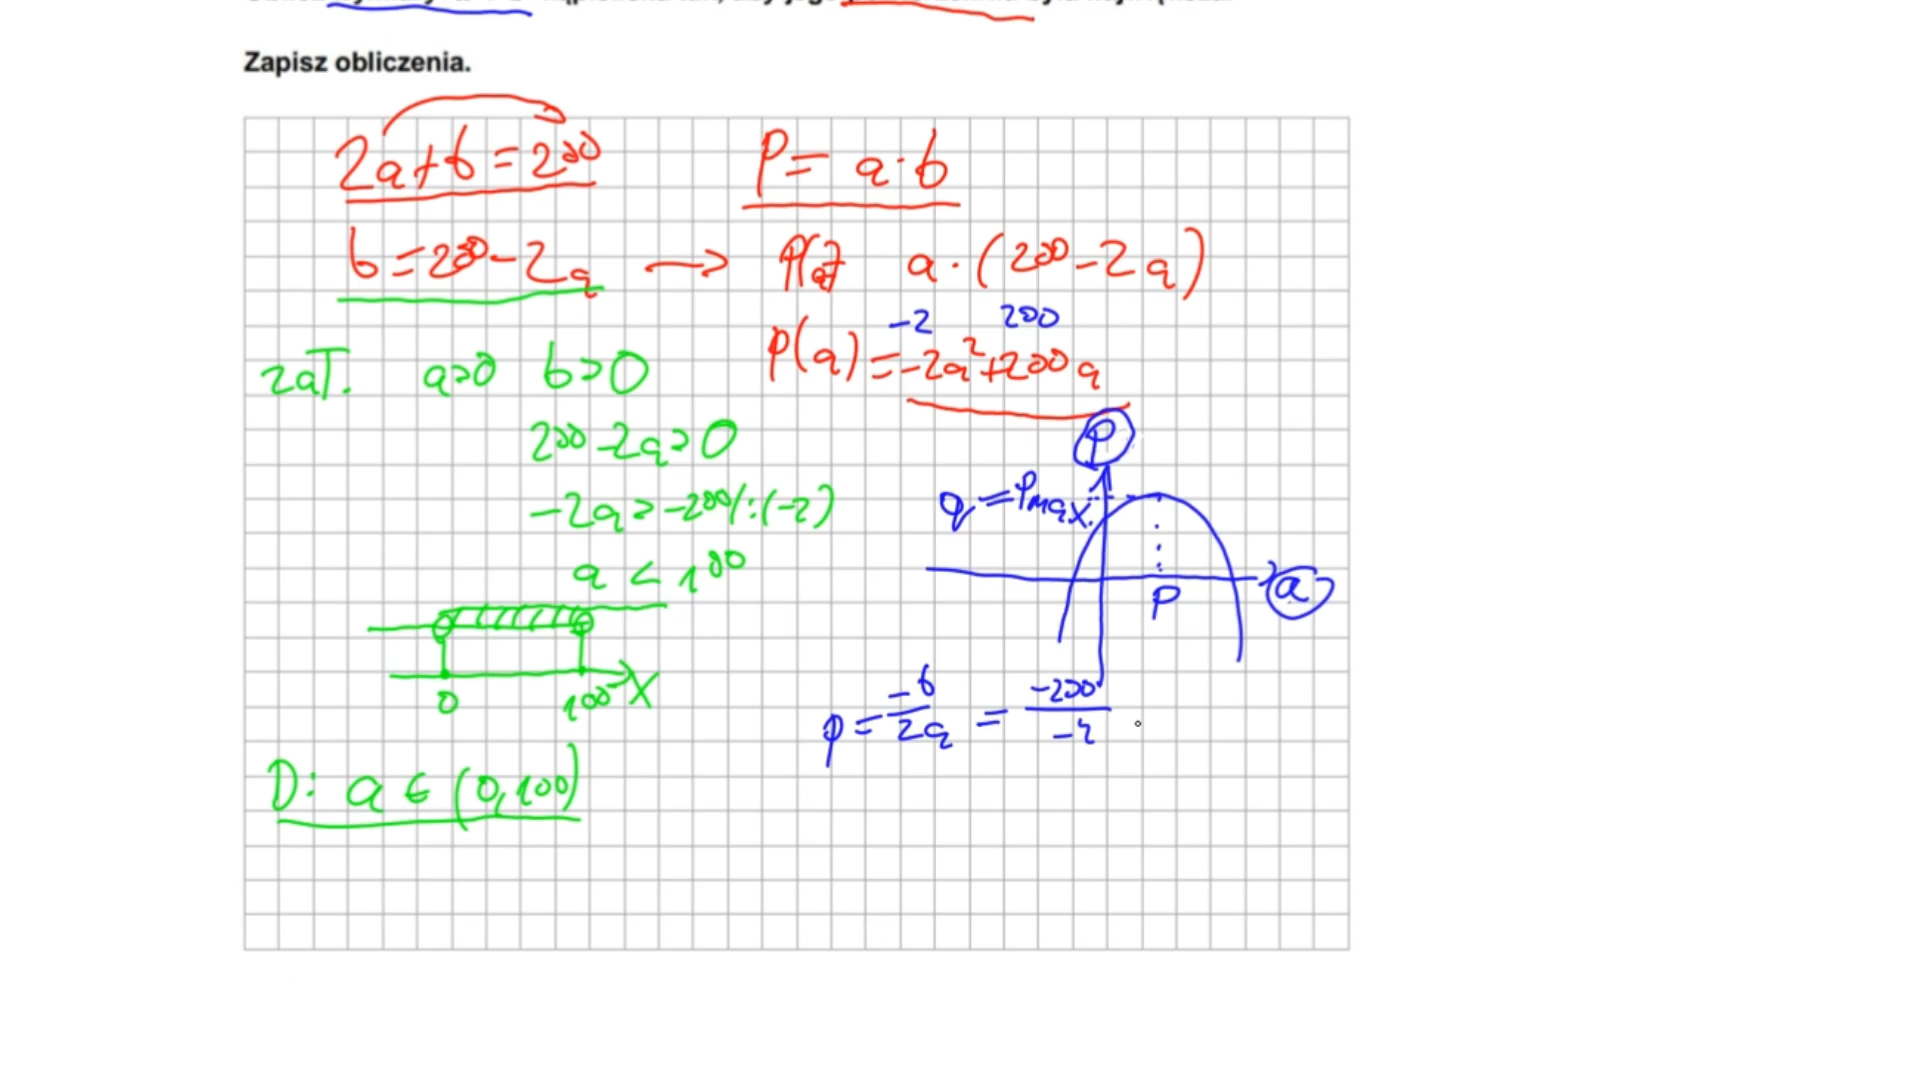 Zapisz obliczenia.
2a+b=200
P= a·b
b=200-2a → P(a)= a·(200-2a)
-2 200
P(a)=-2a²+200a
zał. a>0 b>0
200-2a>0
-2a>-200/:(-2)
a<100
0 100 X
D: a∈(0,100)
P
q=Pmax
a
p
p=-b/2a = -200/-4